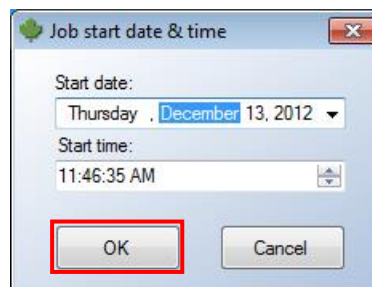 Job start date & time
Start date:
Thursday , December 13, 2012
Start time:
11:46:35 AM
OK Cancel